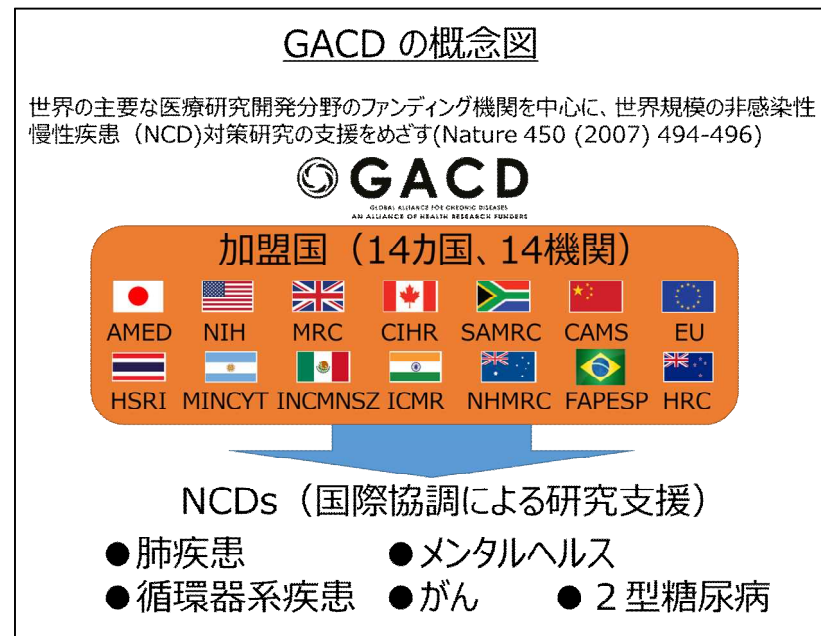 GACD の概念図
世界の主要な医療研究開発分野のファンディング機関を中心に、世界規模の非感染性
慢性疾患（NCD)対策研究の支援をめざす(Nature 450 (2007) 494-496)
GACD
GLOBAL ALLIANCE FOR CHRONIC DISEASES
AN ALLIANCE OF HEALTH RESEARCH FUNDERS
加盟国（14カ国、14機関）
AMED NIH MRC CIHR SAMRC CAMS EU
HSRI MINCYT INCMNSZ ICMR NHMRC FAPESP HRC
NCDs（国際協調による研究支援）
●肺疾患 ●メンタルヘルス
●循環器系疾患 ●がん ●２型糖尿病